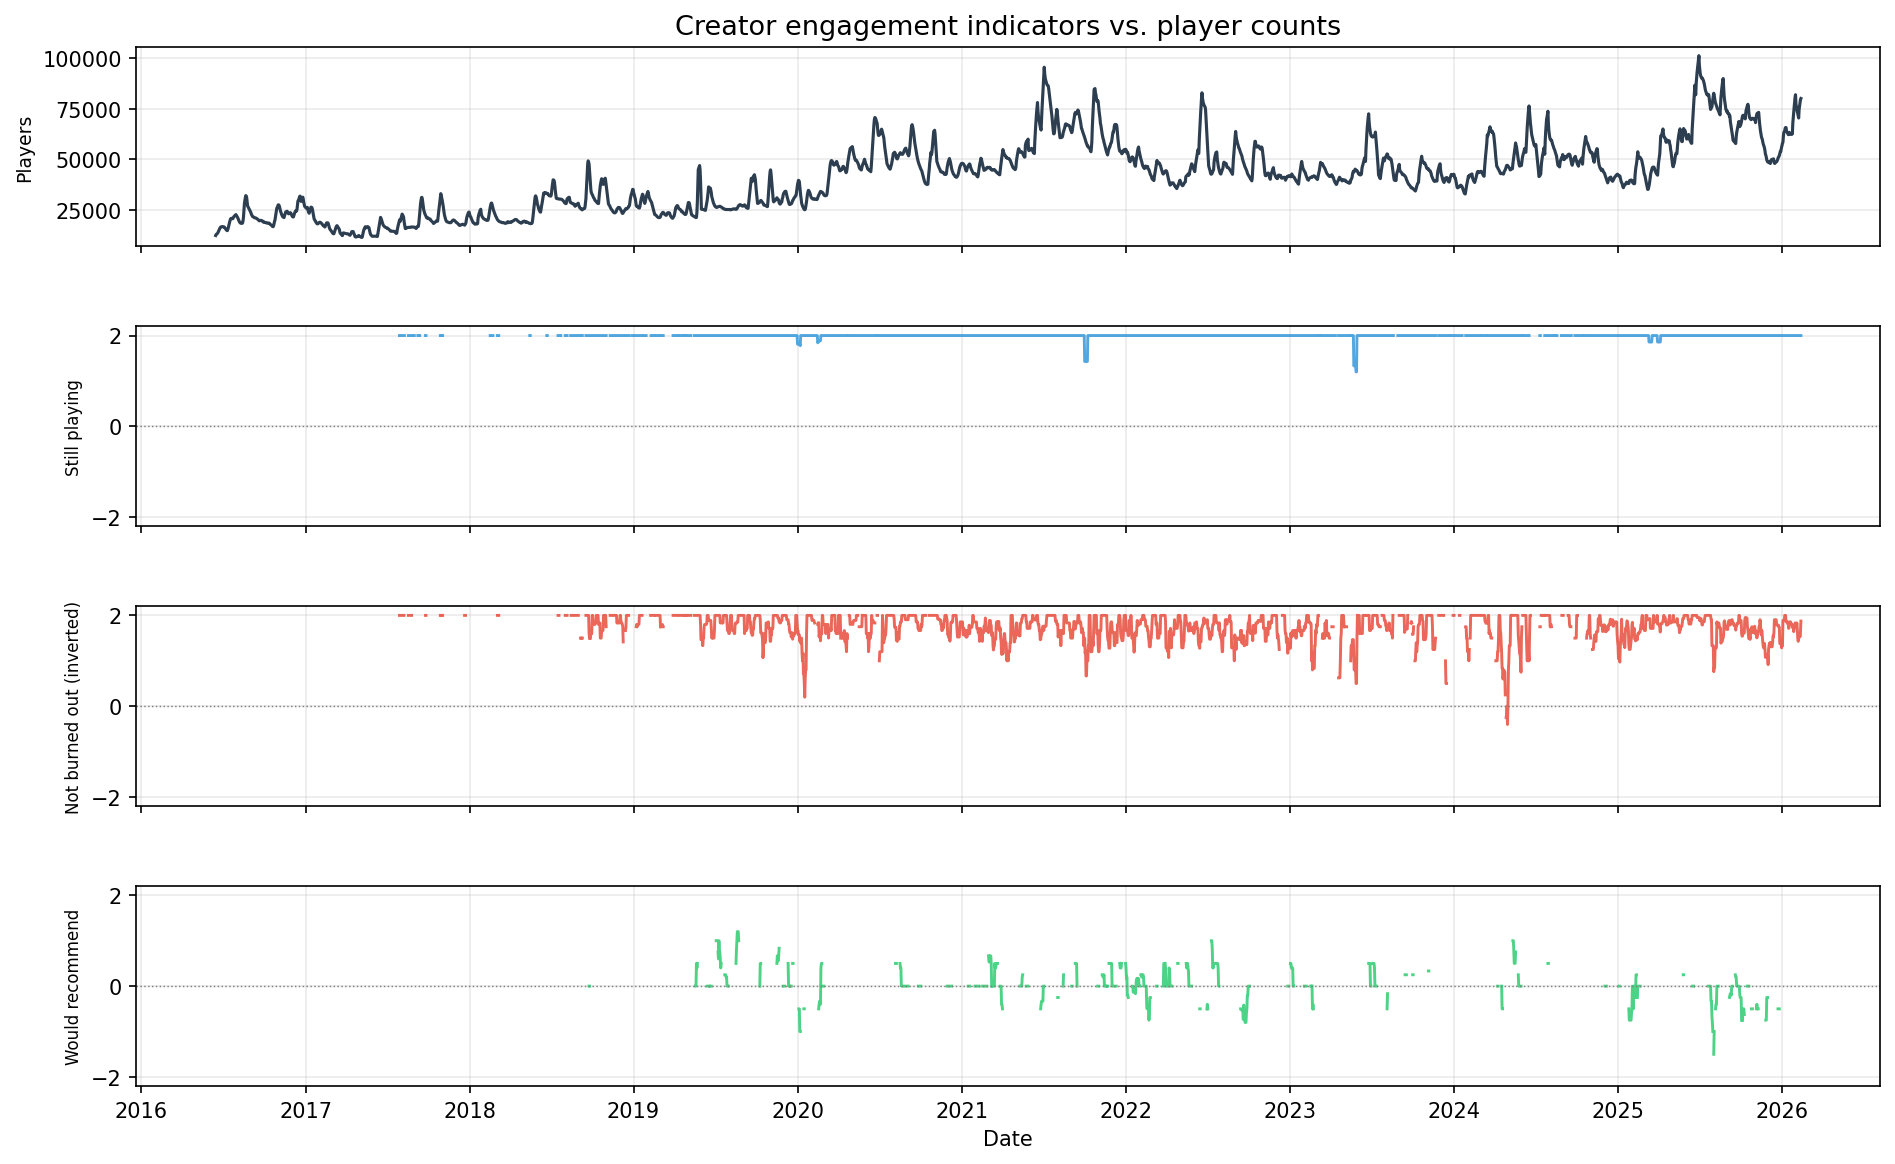 Creator engagement indicators vs. player counts
Players
100000
75000
50000
25000
Still playing
2
0
−2
Not burned out (inverted)
2
0
−2
Would recommend
2
0
−2
2016 2017 2018 2019 2020 2021 2022 2023 2024 2025 2026
Date